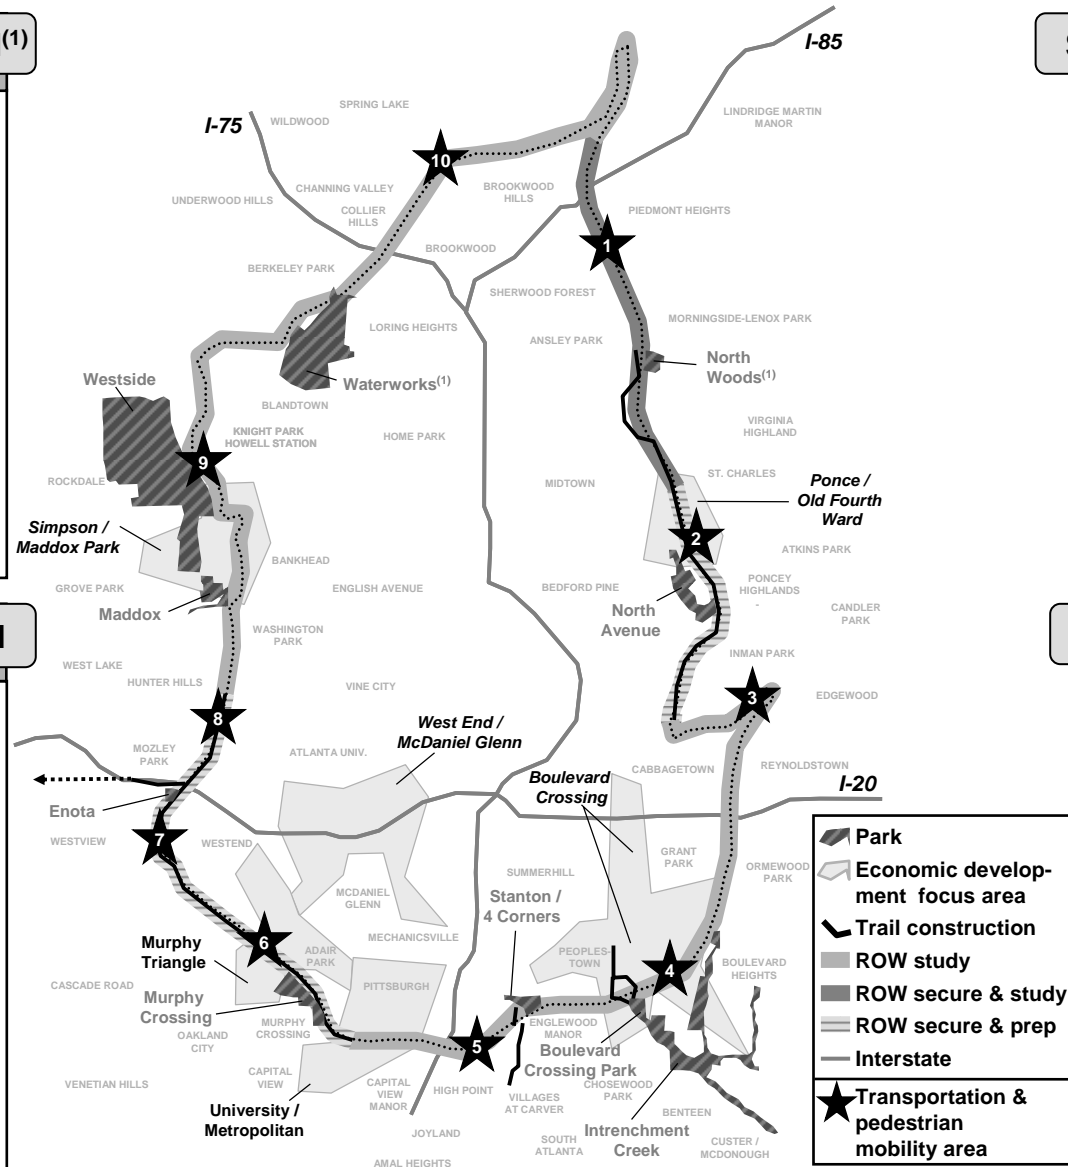 (1)
I-85
I-75
SPRING LAKE
WILDWOOD
LINDRIDGE MARTIN
MANOR
10
CHANNING VALLEY
BROOKWOOD
HILLS
UNDERWOOD HILLS
COLLIER
HILLS
PIEDMONT HEIGHTS
1
BROOKWOOD
BERKELEY PARK
SHERWOOD FOREST
LORING HEIGHTS
MORNINGSIDE-LENOX PARK
ANSLEY PARK
North
Woods(1)
Westside
Waterworks(1)
BLANDTOWN
VIRGINIA
HIGHLAND
KNIGHT PARK
HOWELL STATION
HOME PARK
9
ROCKDALE
MIDTOWN
ST. CHARLES
Ponce /
Old Fourth
Ward
Simpson /
Maddox Park
2
ATKINS PARK
BANKHEAD
GROVE PARK
ENGLISH AVENUE
BEDFORD PINE
PONCEY
HIGHLANDS
-
Maddox
North
Avenue
CANDLER
PARK
WASHINGTON
PARK
WEST LAKE
INMAN PARK
HUNTER HILLS
VINE CITY
3
EDGEWOOD
8
West End /
McDaniel Glenn
MOZLEY
PARK
ATLANTA UNIV.
CABBAGETOWN
REYNOLDSTOWN
Boulevard
Crossing
I-20
Enota
7
WESTVIEW
WESTEND
GRANT
PARK
ORMEWOOD
PARK
SUMMERHILL
MCDANIEL
GLENN
Stanton /
4 Corners
MECHANICSVILLE
6
Murphy
Triangle
ADAIR
PARK
PEOPLES-
TOWN
4
BOULEVARD
HEIGHTS
CASCADE ROAD
PITTSBURGH
Murphy
Crossing
OAKLAND
CITY
MURPHY
CROSSING
ENGLEWOOD
MANOR
5
Boulevard
Crossing Park
VENETIAN HILLS
CAPITAL
VIEW
CAPITAL
VIEW
MANOR
HIGH POINT
VILLAGES
AT CARVER
CHOSEWOOD
PARK
University /
Metropolitan
BENTEEN
JOYLAND
Intrenchment
Creek
SOUTH
ATLANTA
CUSTER /
MCDONOUGH
AMAL HEIGHTS
Park
Economic develop-
ment focus area
Trail construction
ROW study
ROW secure & study
ROW secure & prep
Interstate
Transportation &
pedestrian
mobility area